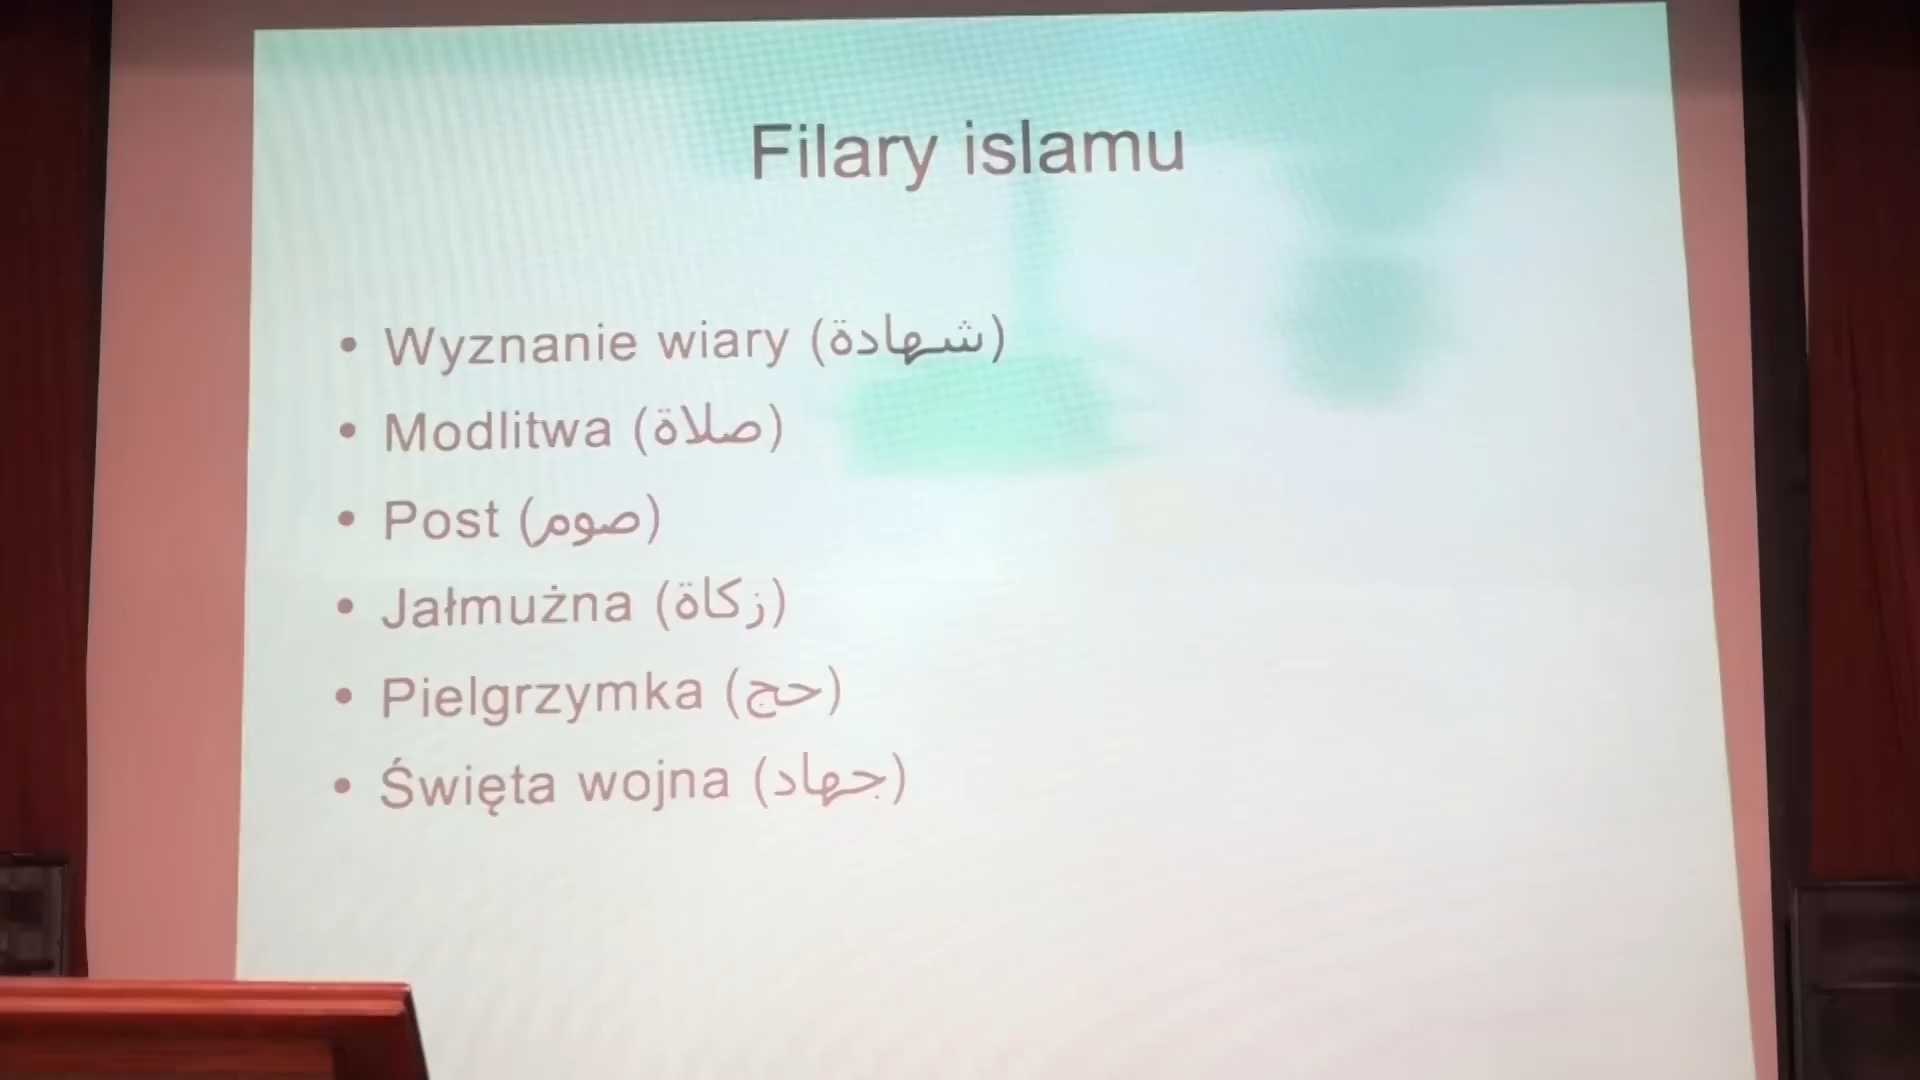 Filary islamu
• Wyznanie wiary (شهادة)
• Modlitwa (صلاة)
• Post (صوم)
• Jałmużna (زكاة)
• Pielgrzymka (حج)
• Święta wojna (جهاد)